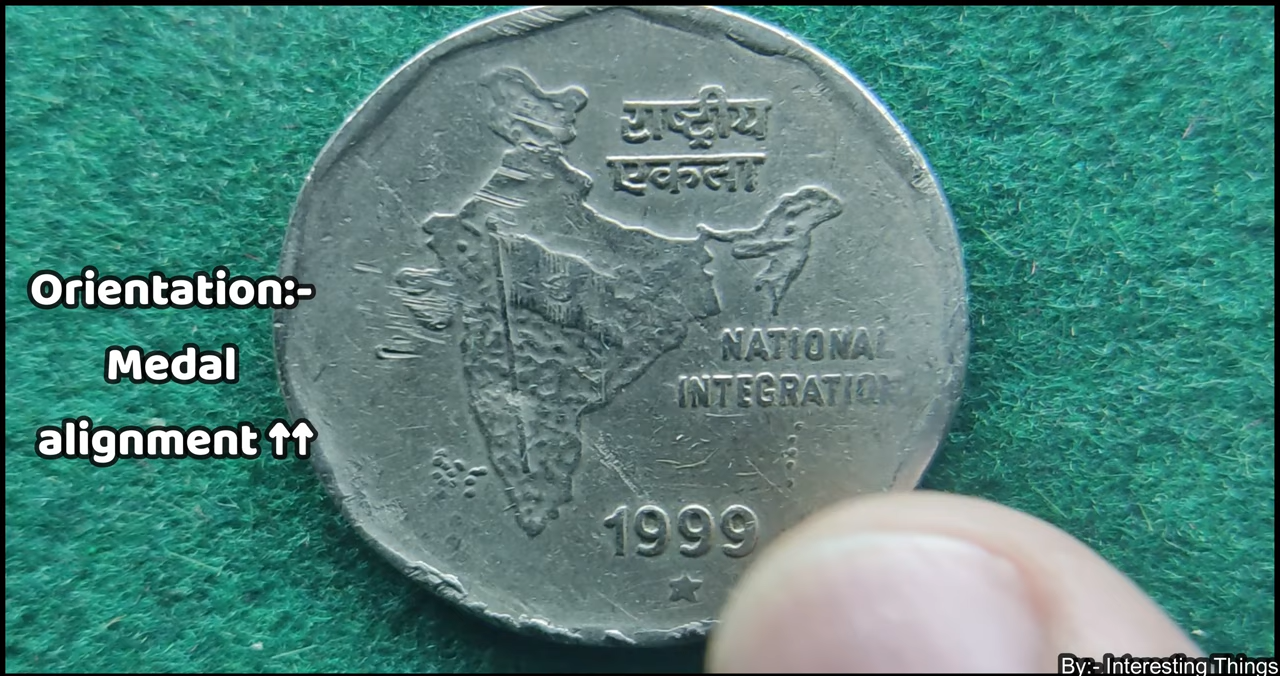 राष्ट्रीय
एकता
Orientation:-
Medal
alignment ↑↑
NATIONAL
INTEGRATION
1999
By:- Interesting Things